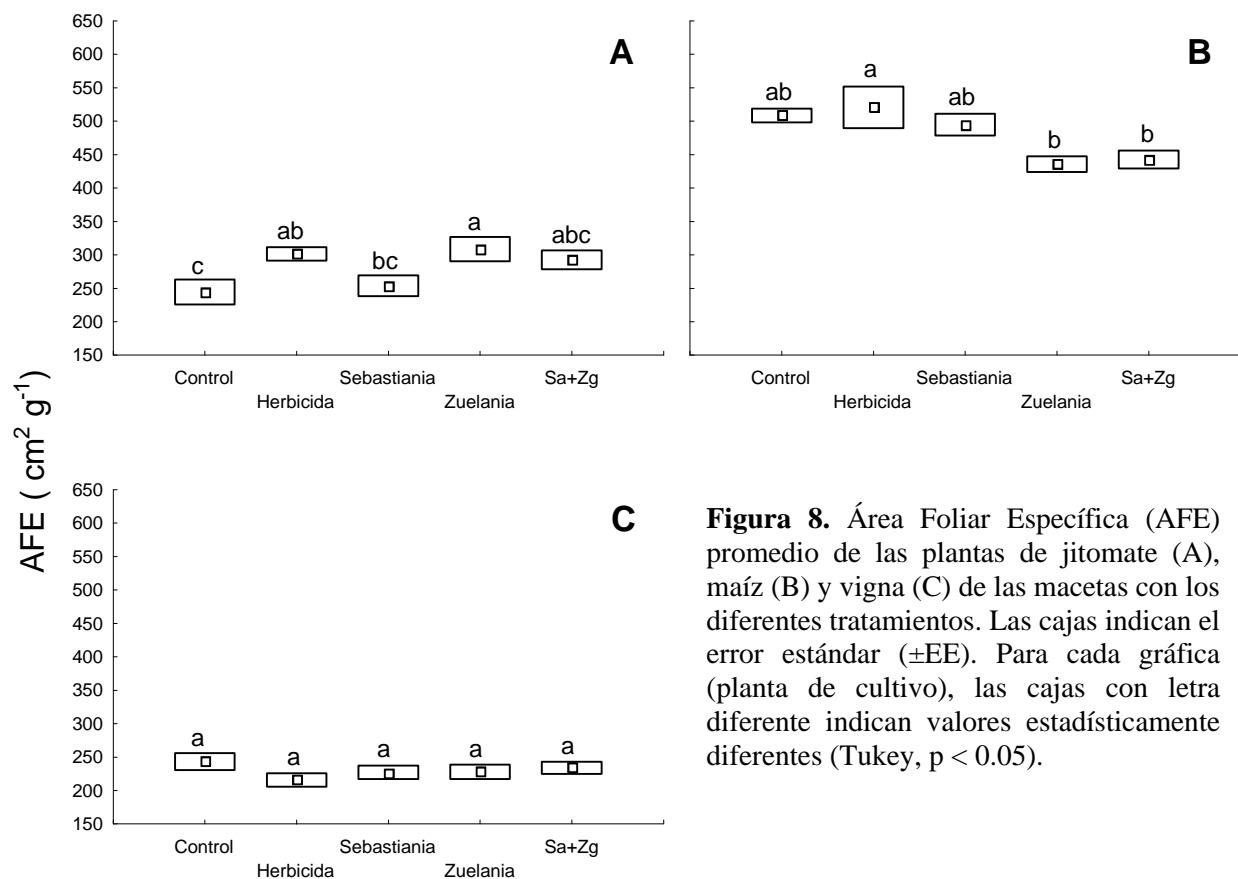 A
650
600
550
500
450
400
350
300
250
200
150
c
ab
bc
a
abc
Control
Herbicida
Sebastiania
Zuelania
Sa+Zg
B
ab
a
ab
b
b
Control
Herbicida
Sebastiania
Zuelania
Sa+Zg
AFE ( cm² g⁻¹)
C
650
600
550
500
450
400
350
300
250
200
150
a
a
a
a
a
Control
Herbicida
Sebastiania
Zuelania
Sa+Zg
Figura 8. Área Foliar Específica (AFE)
promedio de las plantas de jitomate (A),
maíz (B) y vigna (C) de las macetas con los
diferentes tratamientos. Las cajas indican el
error estándar (±EE). Para cada gráfica
(planta de cultivo), las cajas con letra
diferente indican valores estadísticamente
diferentes (Tukey, p < 0.05).